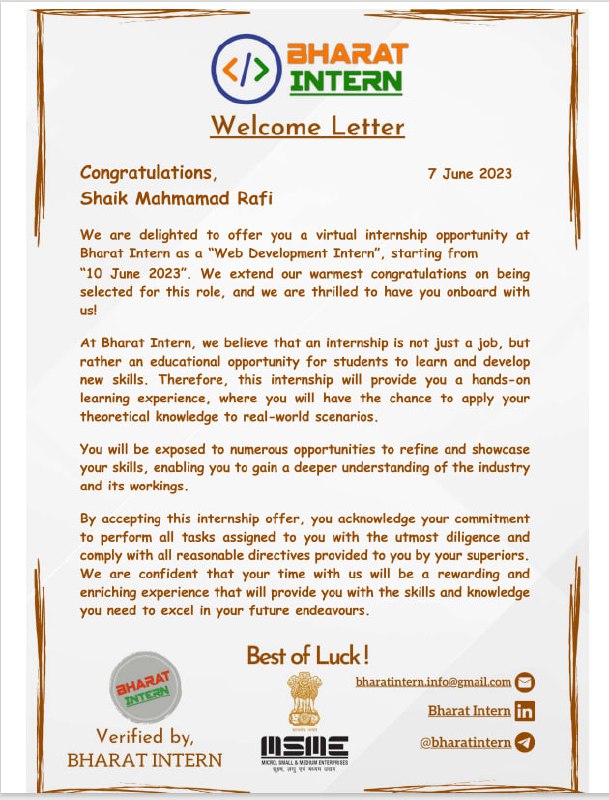 </> BHARAT
INTERN
Welcome Letter
Congratulations,
7 June 2023
Shaik Mahmamad Rafi
We are delighted to offer you a virtual internship opportunity at
Bharat Intern as a “Web Development Intern”, starting from
“10 June 2023”. We extend our warmest congratulations on being
selected for this role, and we are thrilled to have you onboard with
us!
At Bharat Intern, we believe that an internship is not just a job, but
rather an educational opportunity for students to learn and develop
new skills. Therefore, this internship will provide you a hands-on
learning experience, where you will have the chance to apply your
theoretical knowledge to real-world scenarios.
You will be exposed to numerous opportunities to refine and showcase
your skills, enabling you to gain a deeper understanding of the industry
and its workings.
By accepting this internship offer, you acknowledge your commitment
to perform all tasks assigned to you with the utmost diligence and
comply with all reasonable directives provided to you by your superiors.
We are confident that your time with us will be a rewarding and
enriching experience that will provide you with the skills and knowledge
you need to excel in your future endeavours.
Best of Luck!
BHARAT
INTERN
Verified by,
BHARAT INTERN
सत्यमेव जयते
MSME
MICRO, SMALL & MEDIUM ENTERPRISES
सूक्ष्म, लघु एवं मध्यम उद्यम
bharatintern.info@gmail.com
Bharat Intern in
@bharatintern